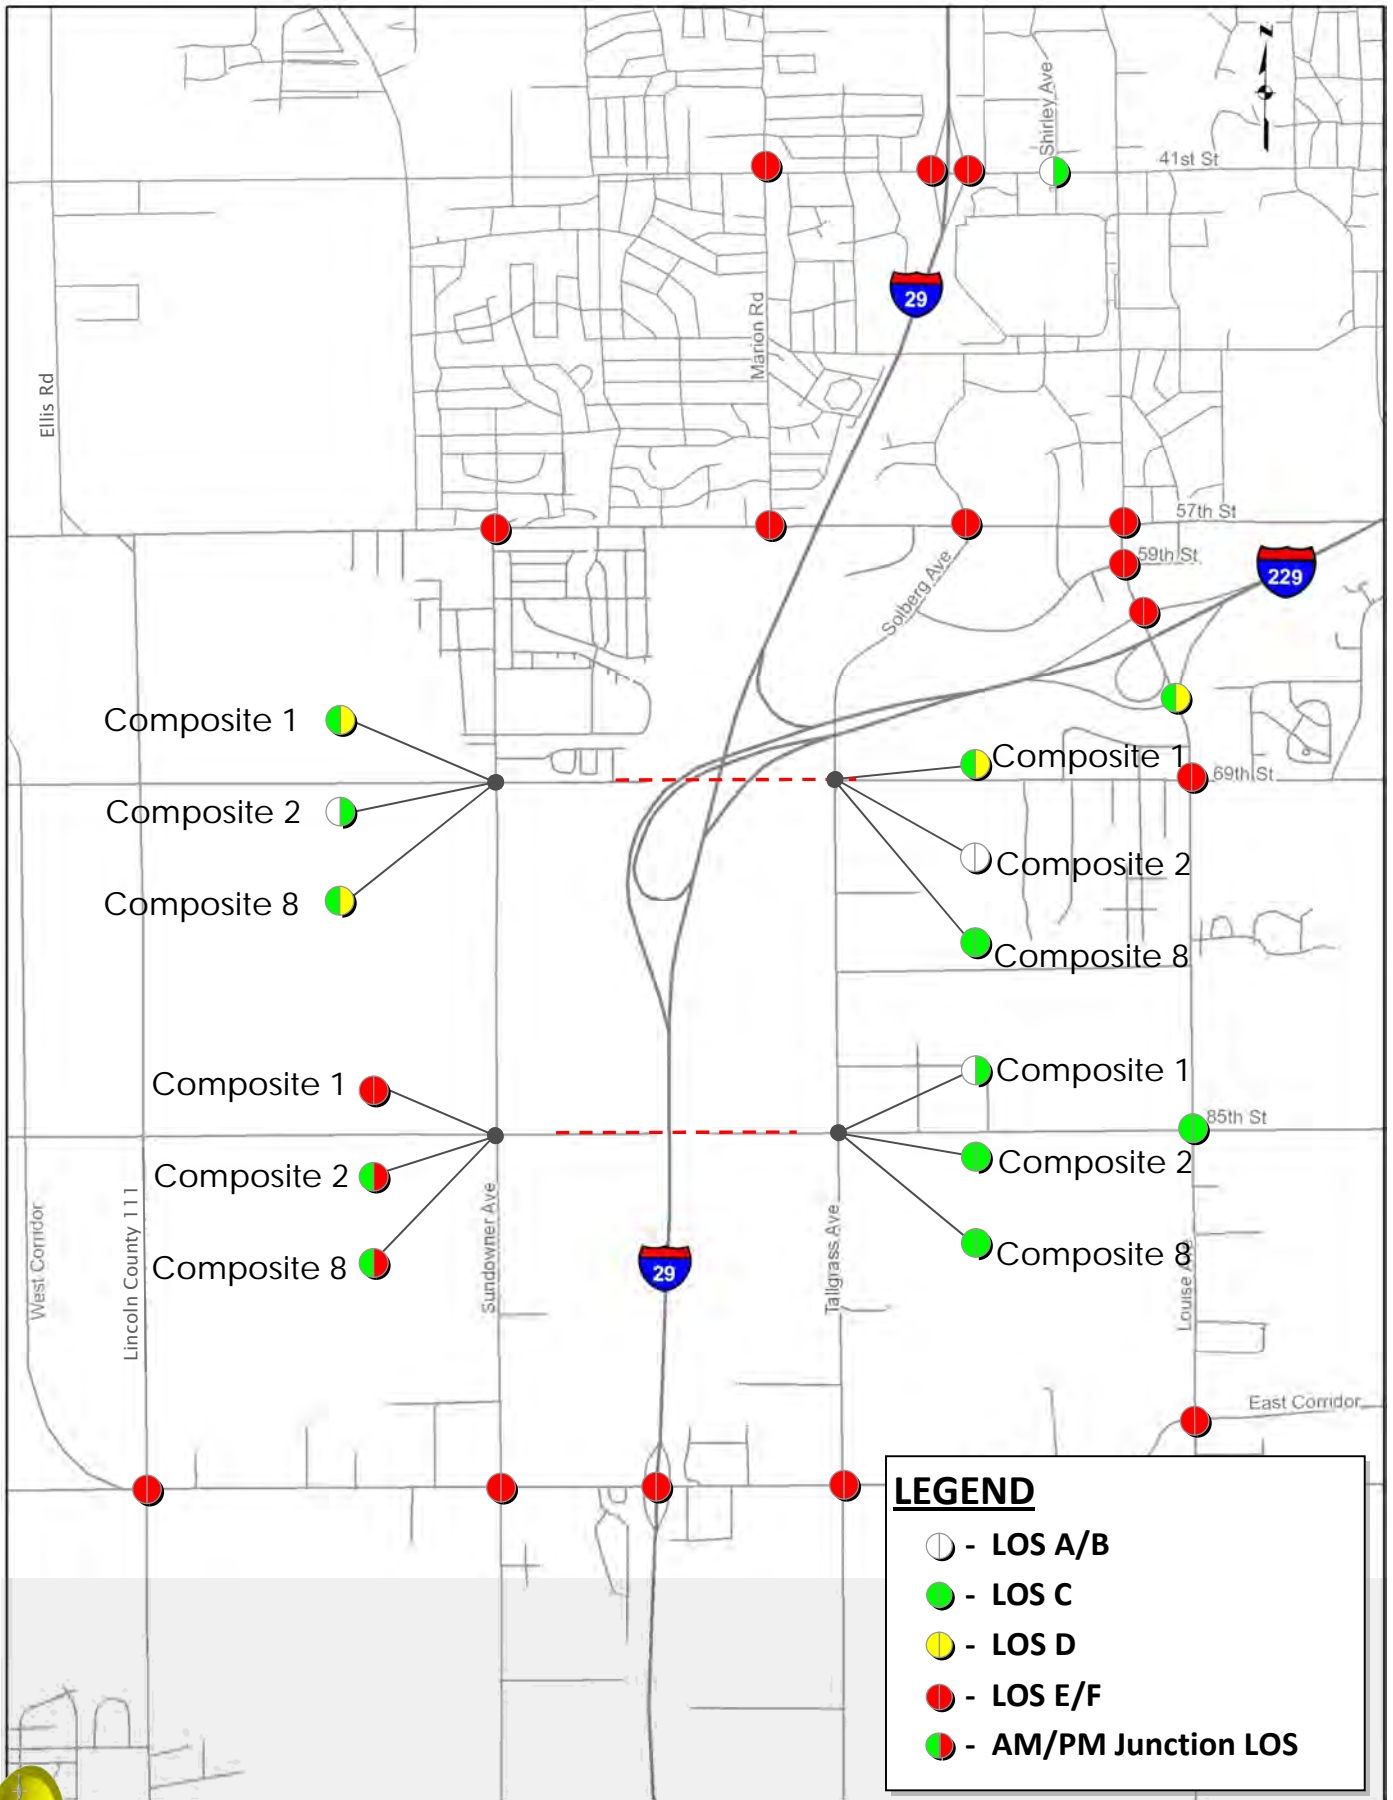 N
Shirley Ave
41st St
29
Marion Rd
Ellis Rd
57th St
59th St
229
Solberg Ave
Composite 1
Composite 1
69th St
Composite 2
Composite 2
Composite 8
Composite 8
Composite 1
Composite 1
85th St
Composite 2
Composite 2
Composite 8
Composite 8
West Corridor
Lincoln County 111
Sundowner Ave
29
Tallgrass Ave
Louise Ave
East Corridor
LEGEND
- LOS A/B
- LOS C
- LOS D
- LOS E/F
- AM/PM Junction LOS